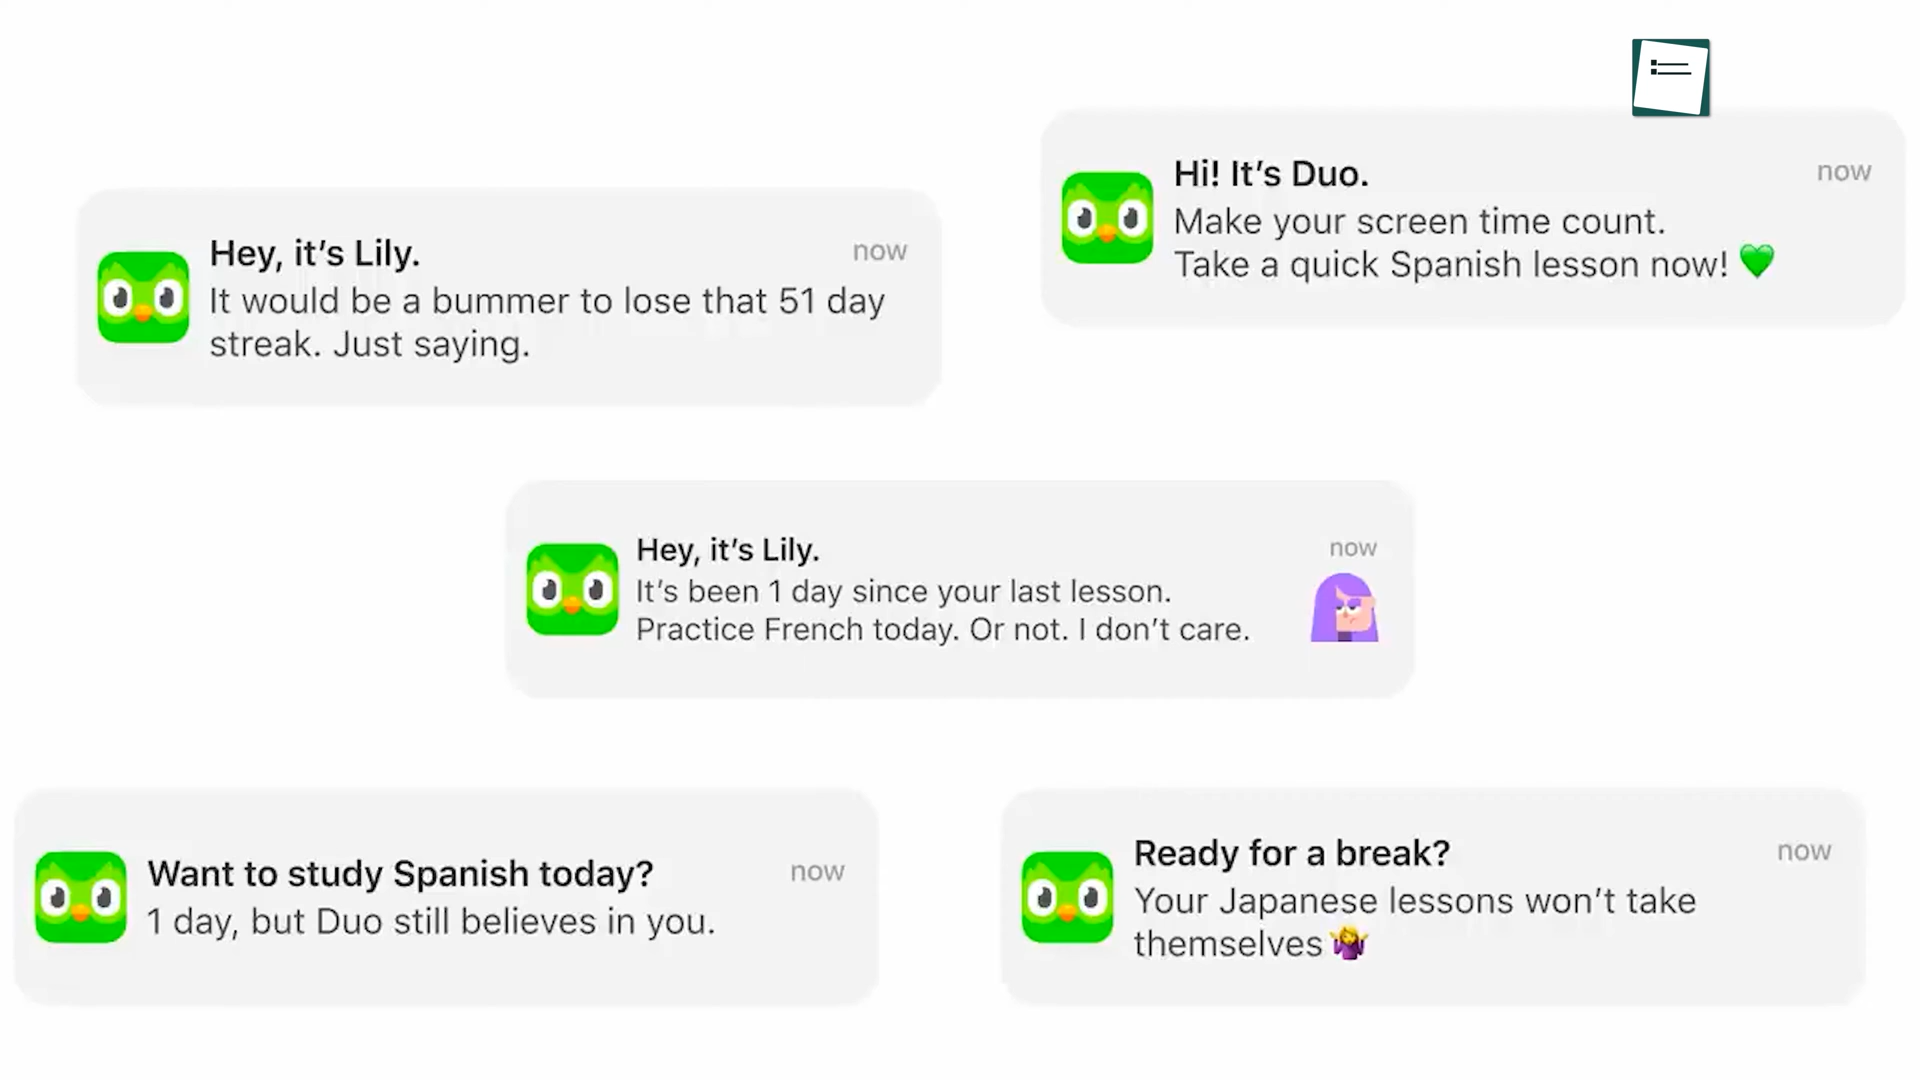 Hey, it's Lily.
now
It would be a bummer to lose that 51 day
streak. Just saying.
Hi! It's Duo.
now
Make your screen time count.
Take a quick Spanish lesson now! 💚
Hey, it's Lily.
now
It's been 1 day since your last lesson.
Practice French today. Or not. I don't care.
Want to study Spanish today?
now
1 day, but Duo still believes in you.
Ready for a break?
now
Your Japanese lessons won't take
themselves 🤷‍♀️